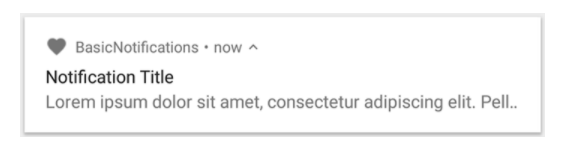 BasicNotifications • now
Notification Title
Lorem ipsum dolor sit amet, consectetur adipiscing elit. Pell..